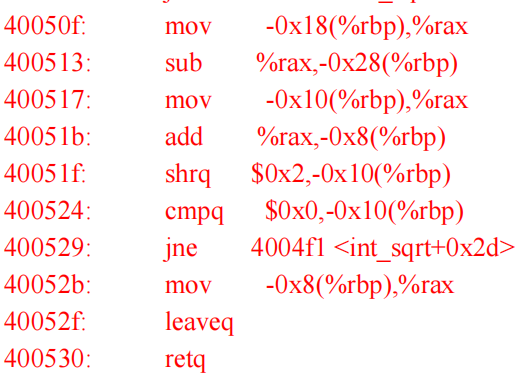 40050f: mov -0x18(%rbp),%rax
400513: sub %rax,-0x28(%rbp)
400517: mov -0x10(%rbp),%rax
40051b: add %rax,-0x8(%rbp)
40051f: shrq $0x2,-0x10(%rbp)
400524: cmpq $0x0,-0x10(%rbp)
400529: jne 4004f1 <int_sqrt+0x2d>
40052b: mov -0x8(%rbp),%rax
40052f: leaveq
400530: retq